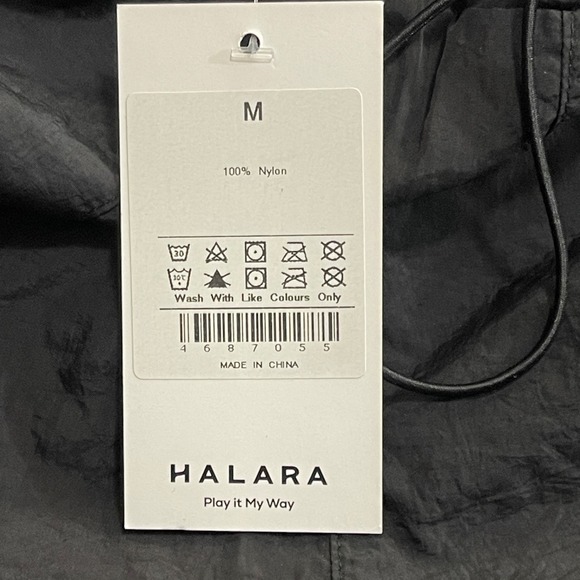 M
100% Nylon
30
30°C
Wash With Like Colours Only
4687055
MADE IN CHINA
HALARA
Play it My Way